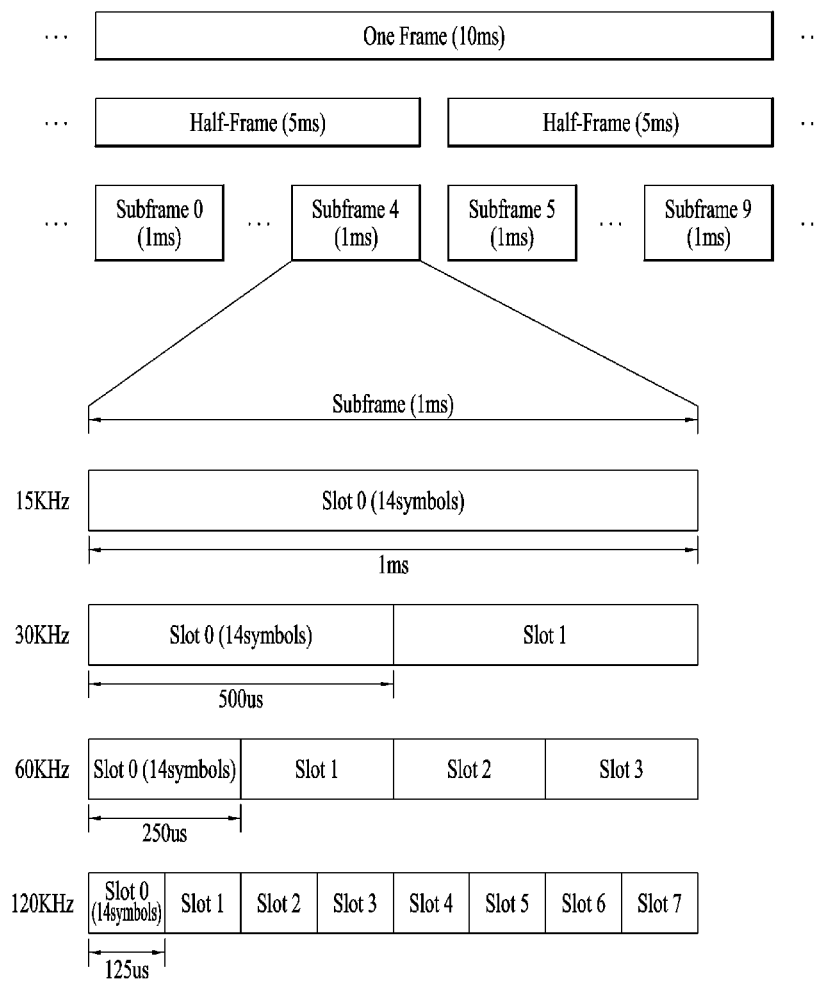 ... One Frame (10ms) ...
... Half-Frame (5ms) Half-Frame (5ms) ...
... Subframe 0 (1ms) ... Subframe 4 (1ms) Subframe 5 (1ms) ... Subframe 9 (1ms) ...
Subframe (1ms)
15KHz Slot 0 (14symbols)
1ms
30KHz Slot 0 (14symbols) Slot 1
500us
60KHz Slot 0 (14symbols) Slot 1 Slot 2 Slot 3
250us
120KHz Slot 0 (14symbols) Slot 1 Slot 2 Slot 3 Slot 4 Slot 5 Slot 6 Slot 7
125us